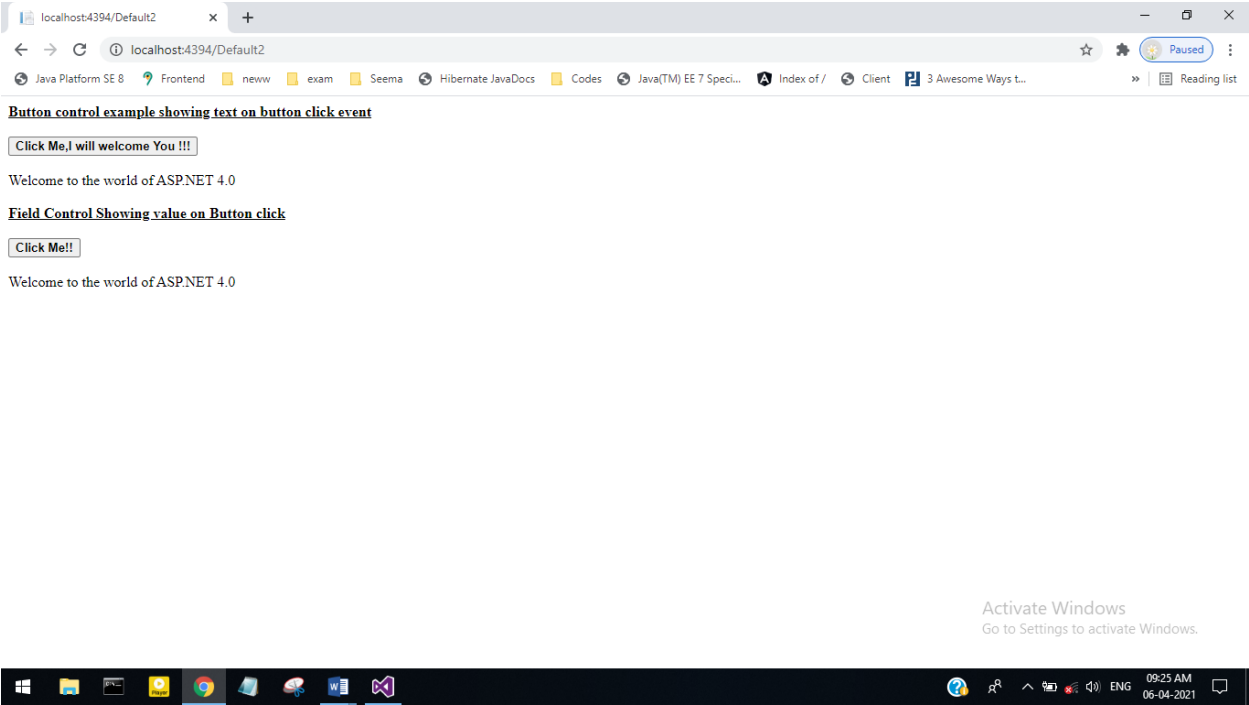 localhost:4394/Default2
localhost:4394/Default2
Paused
Java Platform SE 8 Frontend neww exam Seema Hibernate JavaDocs Codes Java(TM) EE 7 Speci... Index of / Client 3 Awesome Ways t... » Reading list
Button control example showing text on button click event
Click Me,I will welcome You !!!
Welcome to the world of ASP.NET 4.0
Field Control Showing value on Button click
Click Me!!
Welcome to the world of ASP.NET 4.0
Activate Windows
Go to Settings to activate Windows.
ENG
09:25 AM
06-04-2021